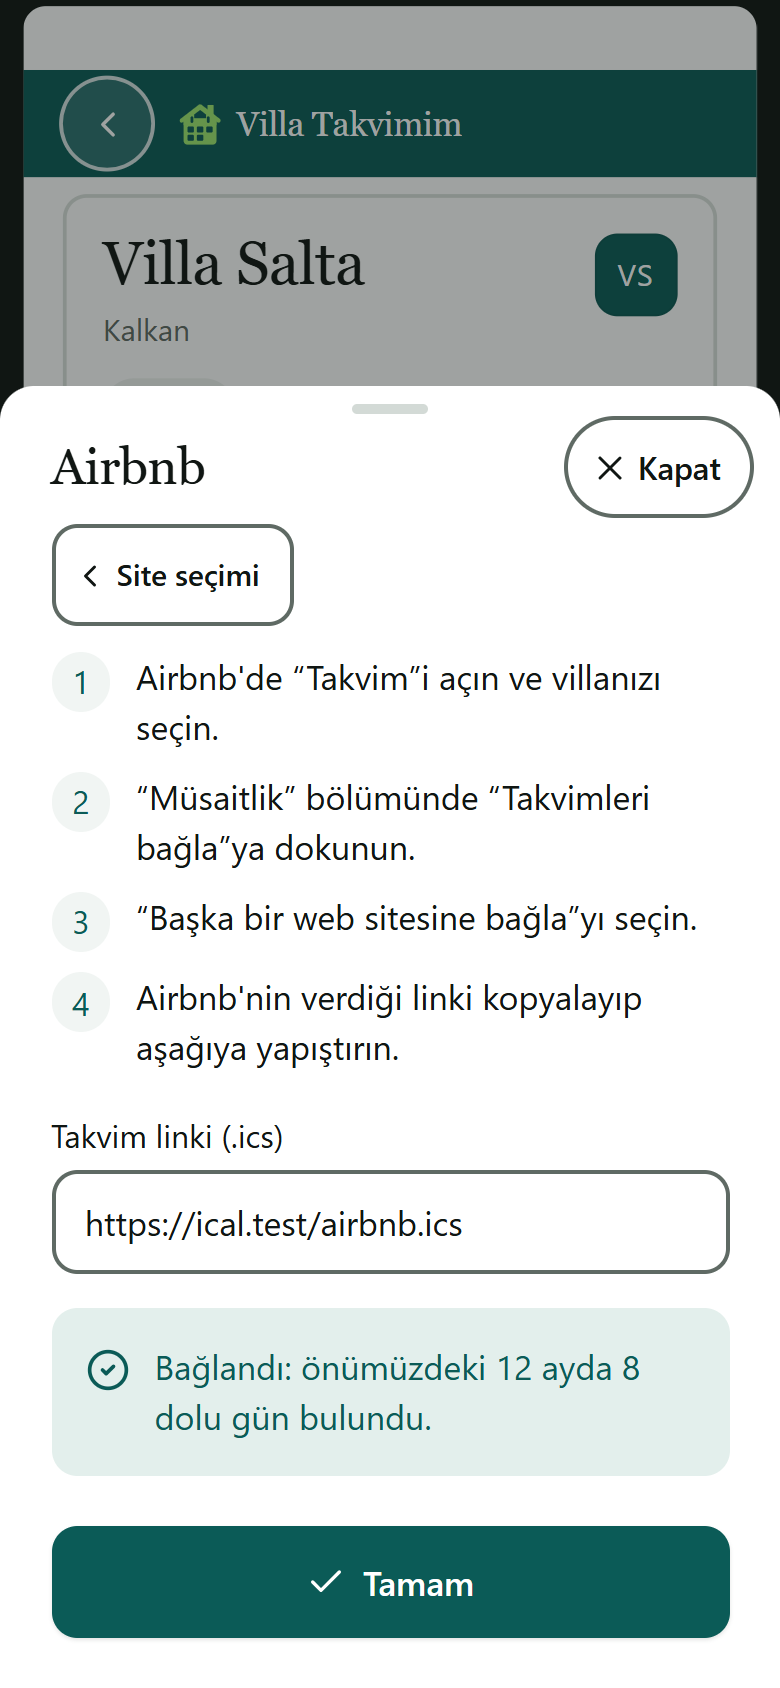 Villa Takvimim
Villa Salta
VS
Kalkan
Airbnb
Kapat
Site seçimi
1
Airbnb'de “Takvim”i açın ve villanızı
seçin.
2
“Müsaitlik” bölümünde “Takvimleri
bağla”ya dokunun.
3
“Başka bir web sitesine bağla”yı seçin.
4
Airbnb'nin verdiği linki kopyalayıp
aşağıya yapıştırın.
Takvim linki (.ics)
https://ical.test/airbnb.ics
Bağlandı: önümüzdeki 12 ayda 8
dolu gün bulundu.
Tamam